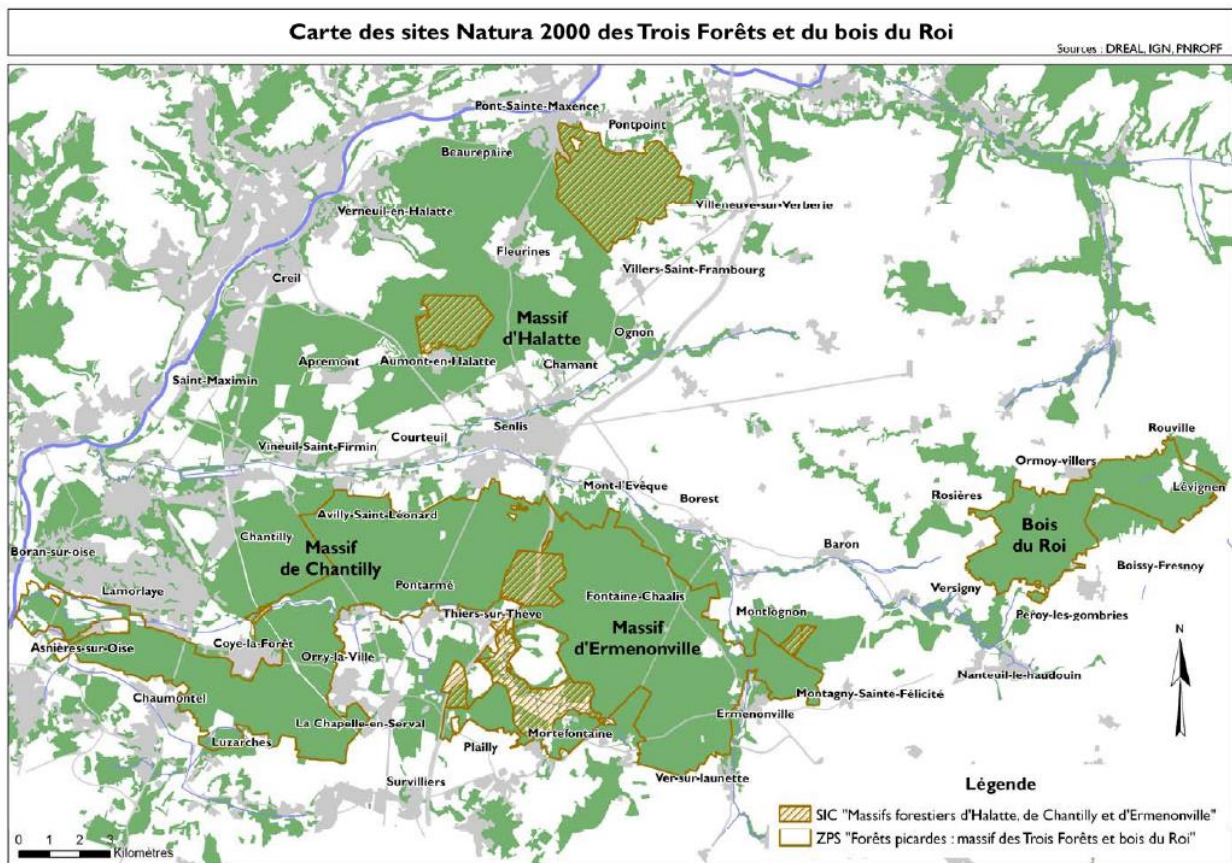 Carte des sites Natura 2000 des Trois Forêts et du bois du Roi
Sources : DREAL, IGN, PNROPF
Pont-Sainte-Maxence
Pontpoint
Beaurepaire
Verneuil-en-Halatte
Villeneuve-sur-Verberie
Fleurines
Villers-Saint-Frambourg
Creil
Massif
d'Halatte
Ognon
Apremont
Aumont-en-Halatte
Chamant
Saint-Maximin
Senlis
Courteuil
Vineuil-Saint-Firmin
Rouville
Ormoy-villers
Mont-l'Evêque
Lévignen
Borest
Rosières
Avilly-Saint-Léonard
Bois
du Roi
Chantilly
Massif
de Chantilly
Baron
Boran-sur-oise
Boissy-Fresnoy
Pontarmé
Lamorlaye
Fontaine-Chaalis
Versigny
Montlognon
Péroy-les-gombries
Thiers-sur-Thève
Massif
d'Ermenonville
Coye-la-Forêt
Asnières-sur-Oise
Orry-la-Ville
Nanteuil-le-haudouin
Chaumontel
Montagny-Sainte-Félicité
Ermenonville
La Chapelle-en-Serval
Mortefontaine
Luzarches
Plailly
Survilliers
Ver-sur-launette
N
Légende
SIC "Massifs forestiers d'Halatte, de Chantilly et d'Ermenonville"
ZPS "Forêts picardes : massif des Trois Forêts et bois du Roi"
0 1 2 3
Kilomètres